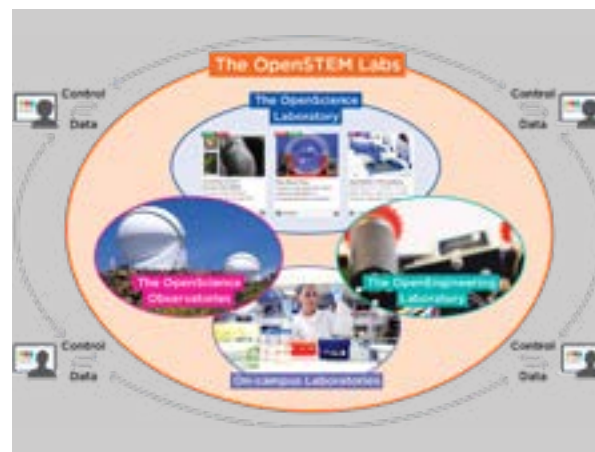 The OpenSTEM Labs
Control
Data
Control
Data
The OpenScience
Laboratory
The OpenScience
Observatories
The OpenEngineering
Laboratory
Control
Data
Control
Data
On-campus Laboratories